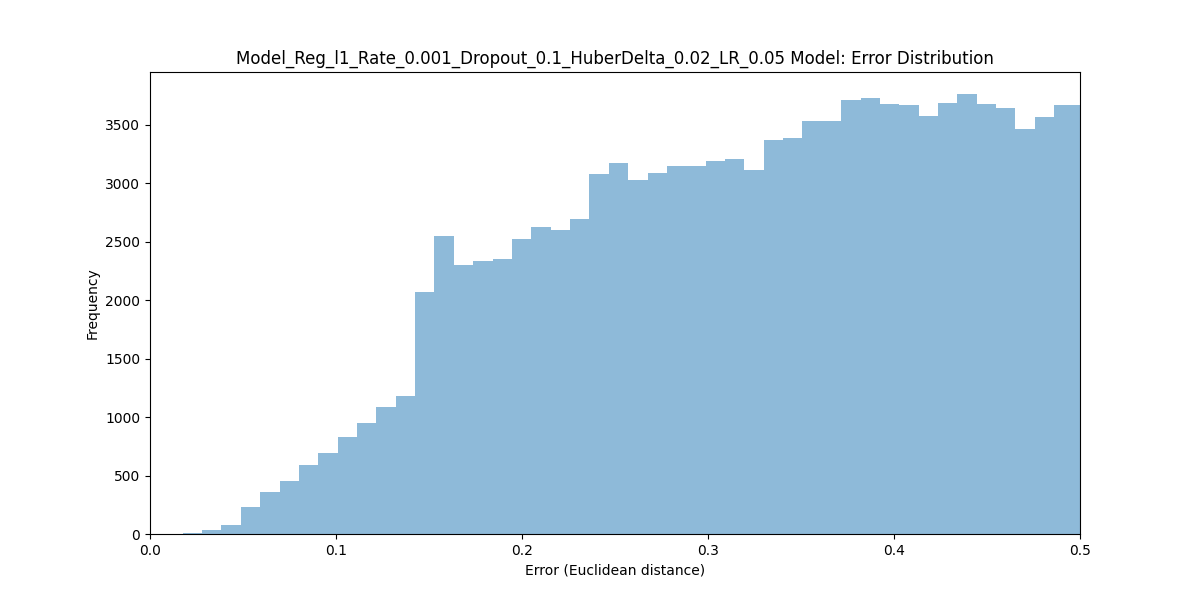 Model_Reg_l1_Rate_0.001_Dropout_0.1_HuberDelta_0.02_LR_0.05 Model: Error Distribution
3500
3000
2500
2000
1500
1000
500
0
Frequency
0.0 0.1 0.2 0.3 0.4 0.5
Error (Euclidean distance)